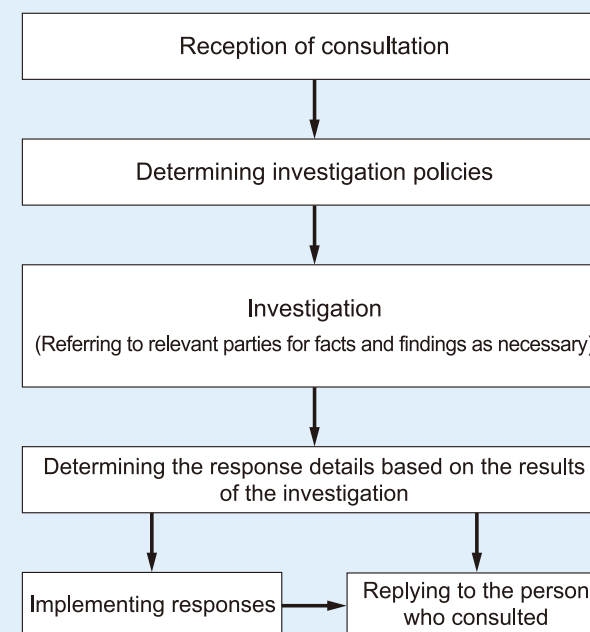 Reception of consultation
Determining investigation policies
Investigation
(Referring to relevant parties for facts and findings as necessary)
Determining the response details based on the results
of the investigation
Implementing responses
Replying to the person
who consulted